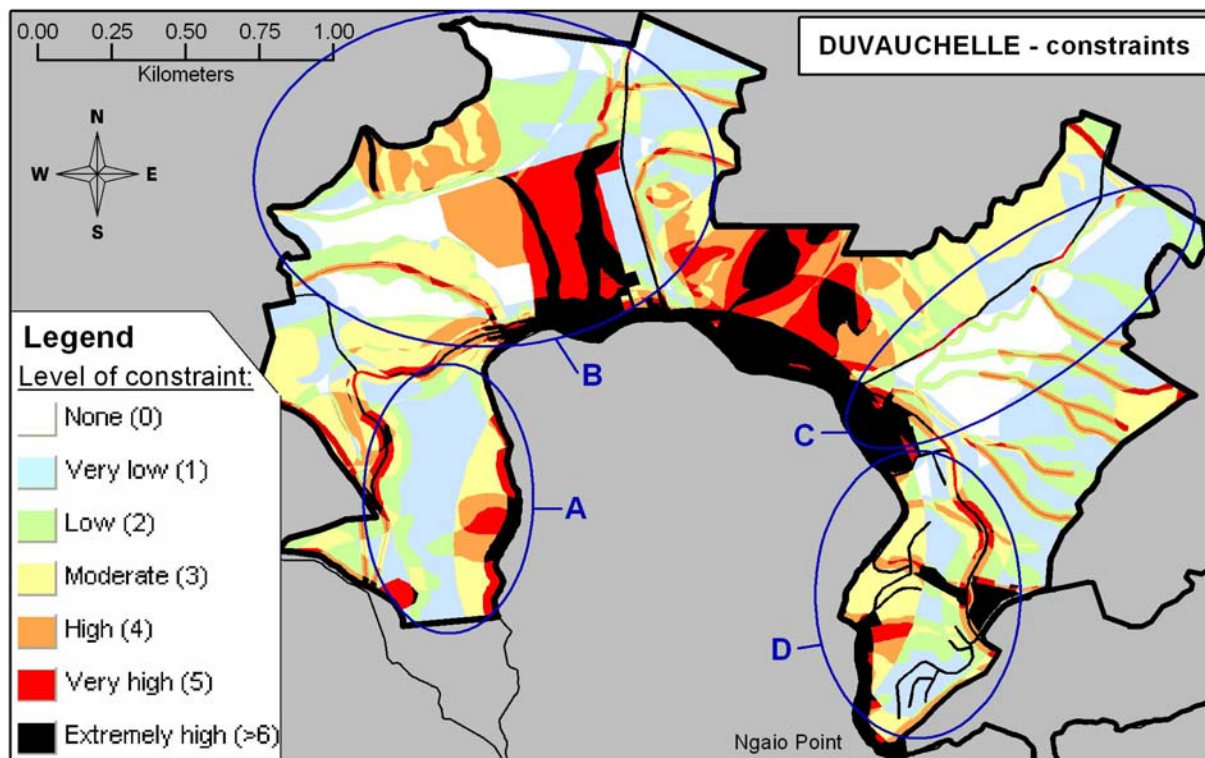 0.00 0.25 0.50 0.75 1.00
Kilometers
DUVAUCHELLE - constraints
N
W E
S
B
A
C
D
Legend
Level of constraint:
None (0)
Very low (1)
Low (2)
Moderate (3)
High (4)
Very high (5)
Extremely high (>6)
Ngaio Point